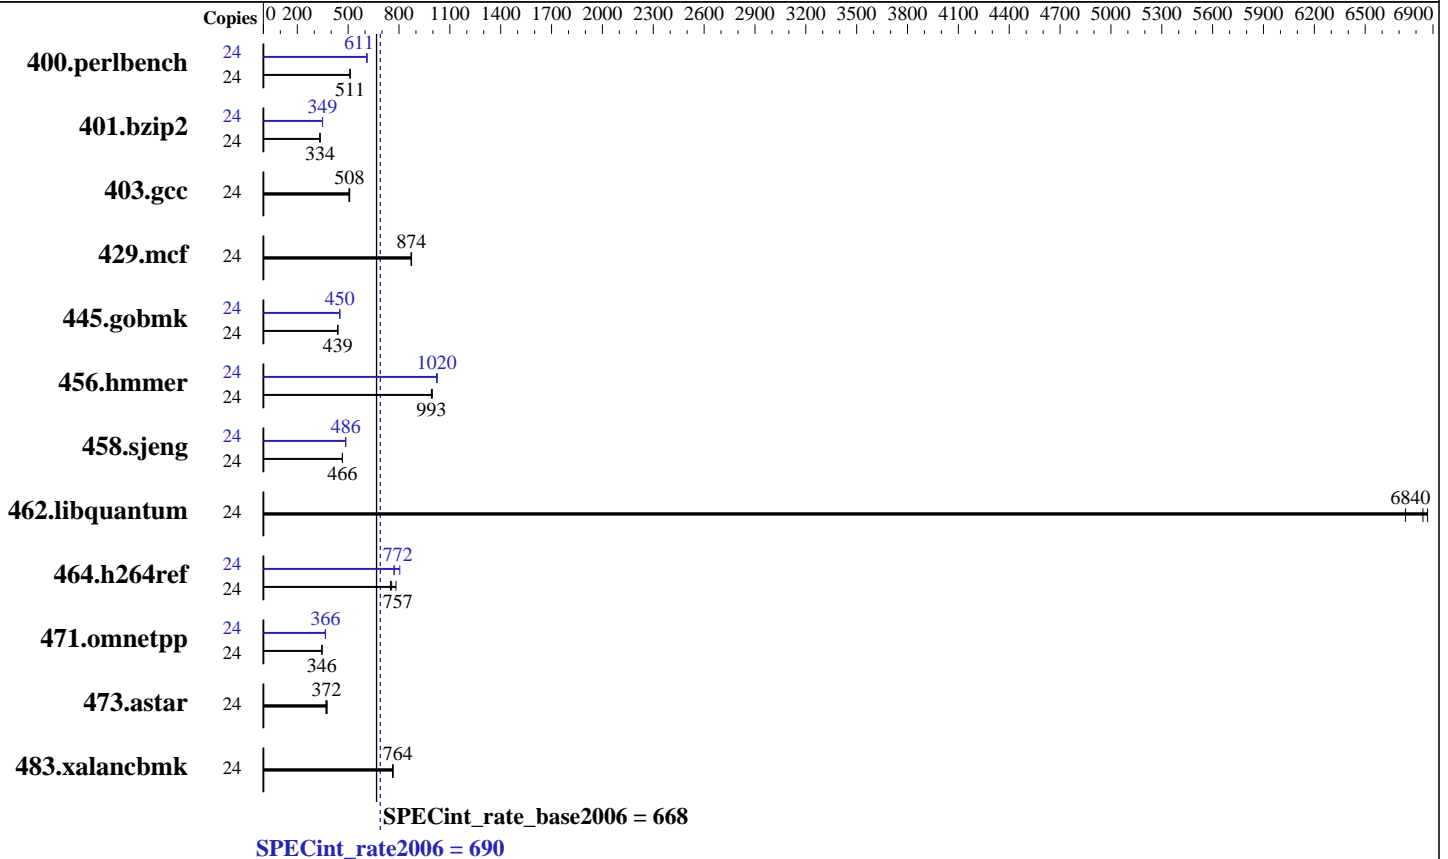 Copies 0 200 500 800 1100 1400 1700 2000 2300 2600 2900 3200 3500 3800 4100 4400 4700 5000 5300 5600 5900 6200 6500 6900
400.perlbench 24 611
24 511
401.bzip2 24 349
24 334
403.gcc 24 508
429.mcf 24 874
445.gobmk 24 450
24 439
456.hmmer 24 1020
24 993
458.sjeng 24 486
24 466
462.libquantum 24 6840
464.h264ref 24 772
24 757
471.omnetpp 24 366
24 346
473.astar 24 372
483.xalancbmk 24 764
SPECint_rate_base2006 = 668
SPECint_rate2006 = 690